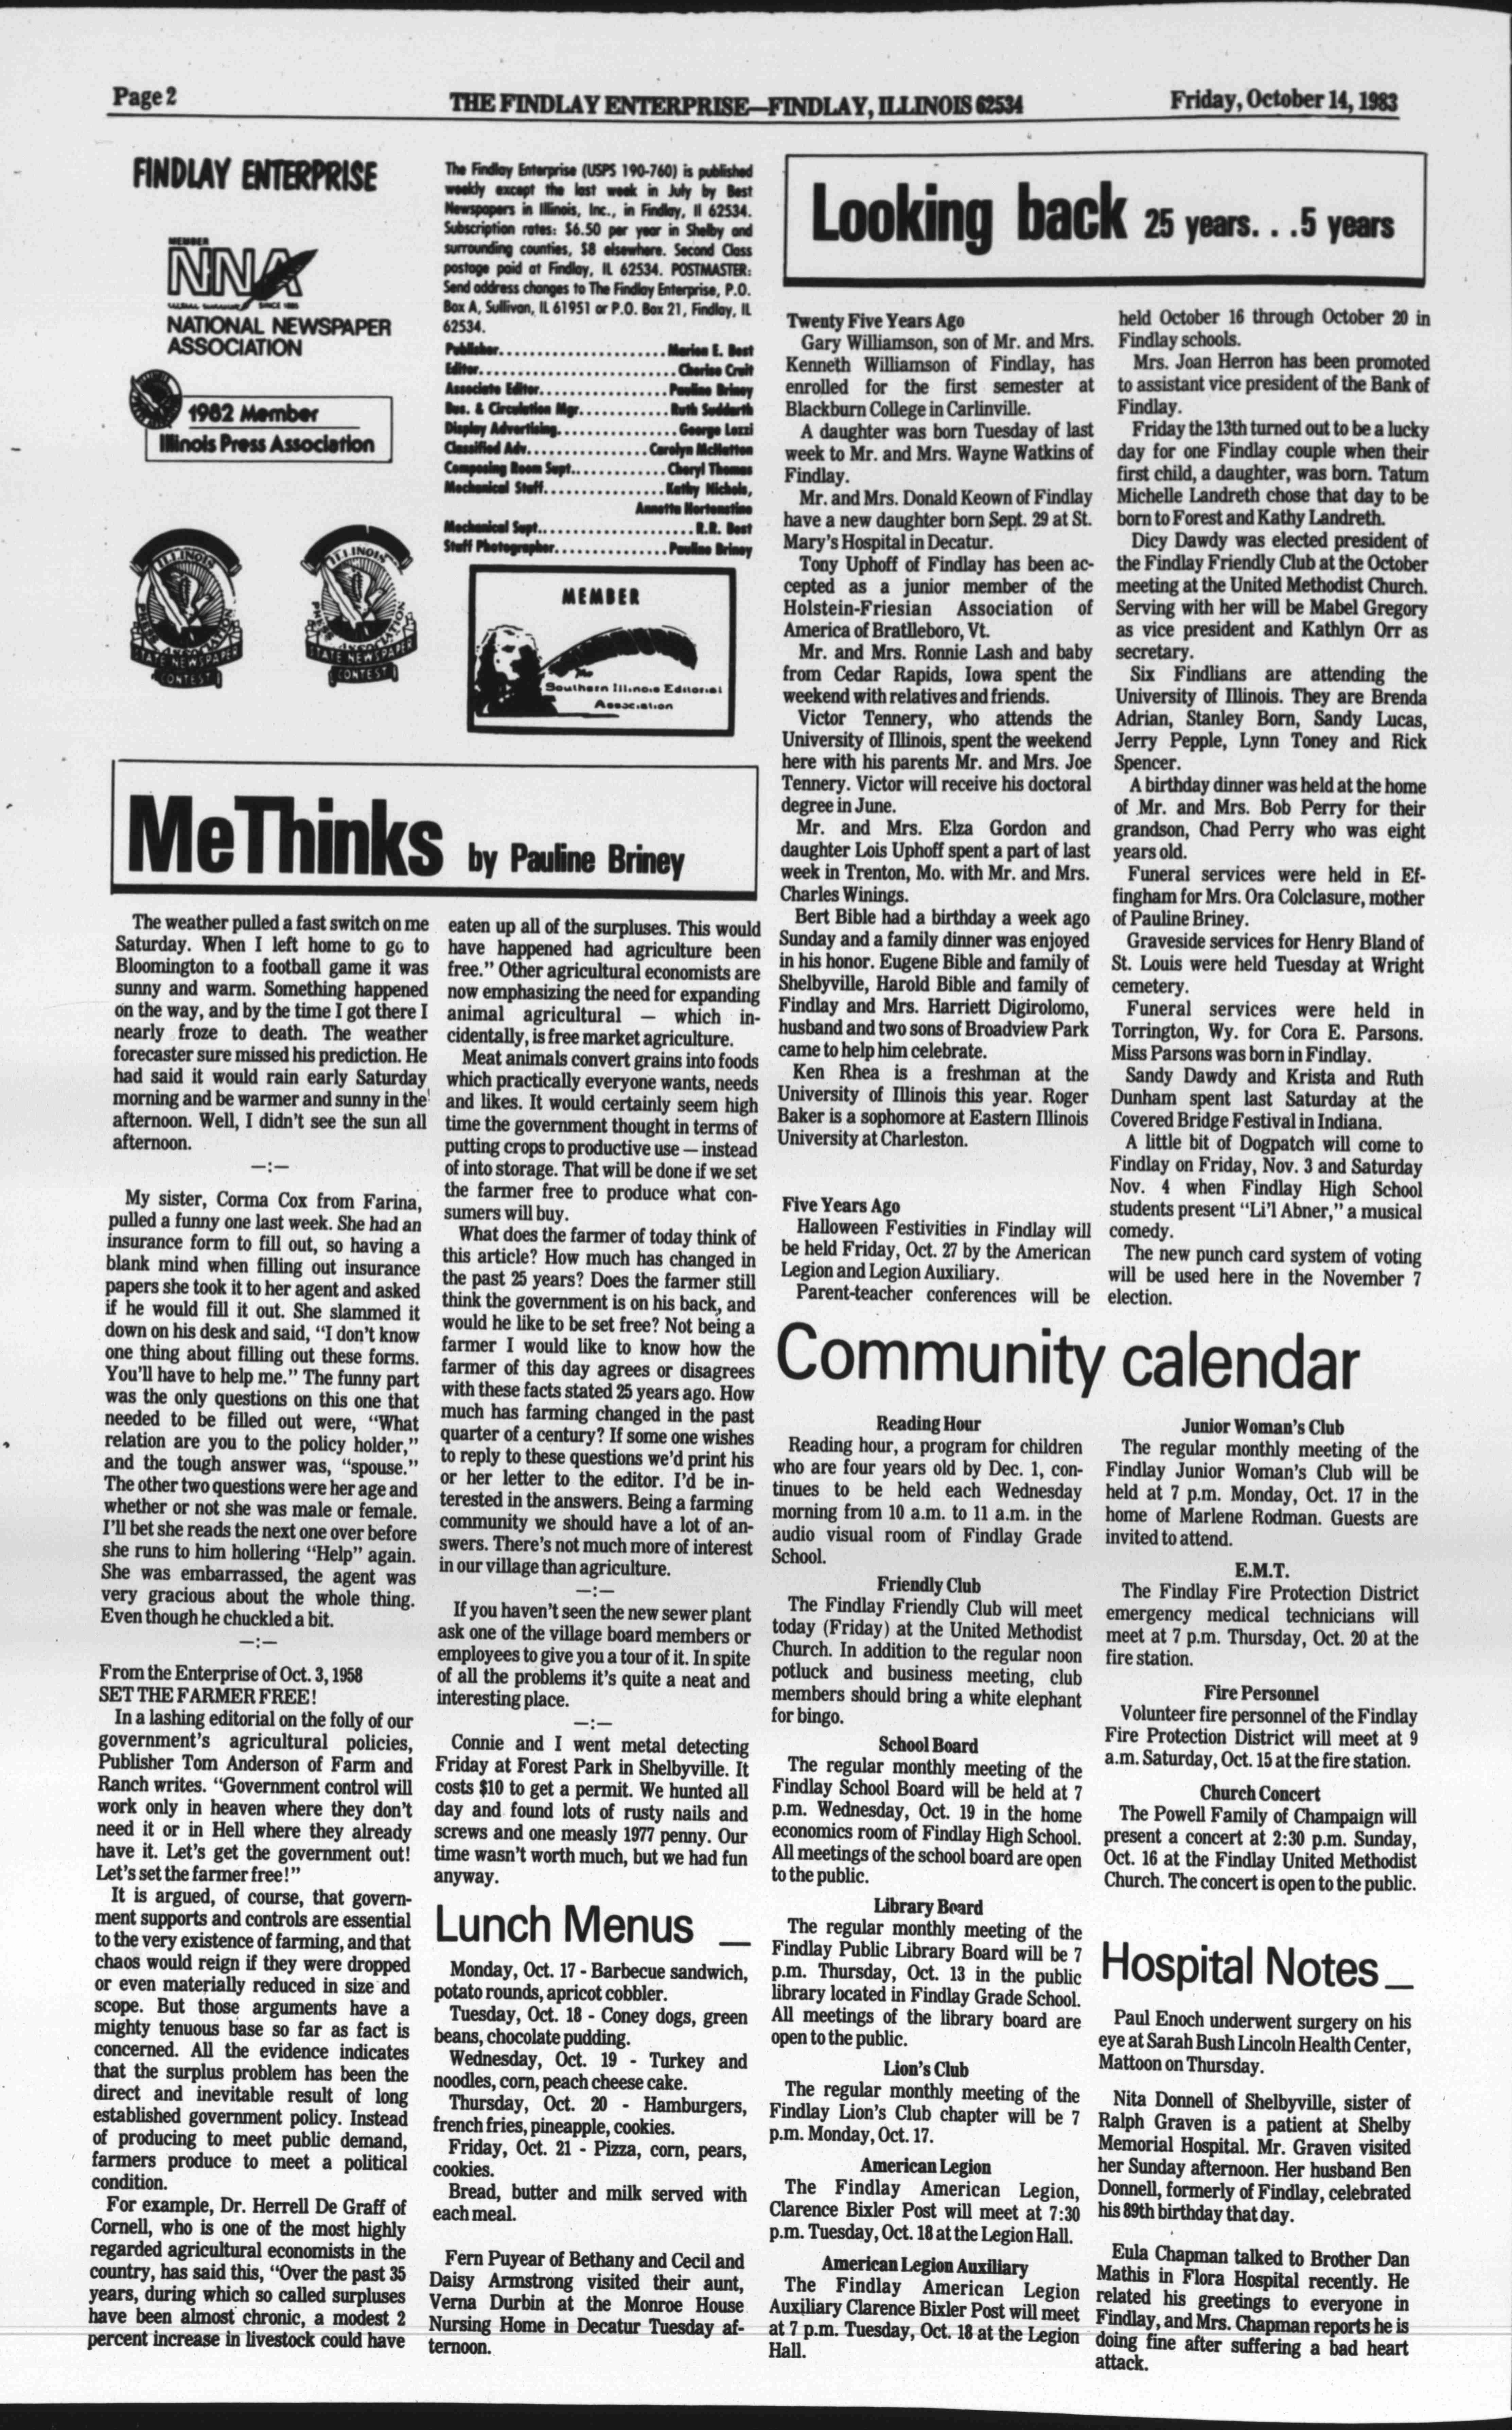 Page 2
THE FINDLAY ENTERPRISE—FINDLAY, ILLINOIS 62534
Friday, October 14, 1983
FINDLAY ENTERPRISE
MEMBER
NNA
SINCE 1885
NATIONAL NEWSPAPER
ASSOCIATION
1982 Member
Illinois Press Association
ILLINOIS
PRESS ASSOCIATION
STATE NEWSPAPER
CONTEST
ILLINOIS
PRESS ASSOCIATION
STATE NEWSPAPER
CONTEST
The Findlay Enterprise (USPS 190-760) is published
weekly except the last week in July by Best
Newspapers in Illinois, Inc., in Findlay, Il 62534.
Subscription rates: $6.50 per year in Shelby and
surrounding counties, $8 elsewhere. Second Class
postage paid at Findlay, IL 62534. POSTMASTER:
Send address changes to The Findlay Enterprise, P.O.
Box A, Sullivan, IL 61951 or P.O. Box 21, Findlay, IL
62534.
Publisher.....................Marion E. Best
Editor.........................Cherise Cruit
Associate Editor................Pauline Briney
Bus. & Circulation Mgr............Ruth Suddarth
Display Advertising...............George Lozzi
Classified Adv................Carolyn McNutton
Composing Room Supt............Cheryl Thomas
Mechanical Staff................Kathy Nichols,
Annetta Hortenstine
Mechanical Supt....................R.R. Best
Staff Photographer..............Pauline Briney
MEMBER
The
Southern Illinois Editorial
Association
MeThinks by Pauline Briney
The weather pulled a fast switch on me
Saturday. When I left home to go to
Bloomington to a football game it was
sunny and warm. Something happened
on the way, and by the time I got there I
nearly froze to death. The weather
forecaster sure missed his prediction. He
had said it would rain early Saturday
morning and be warmer and sunny in the
afternoon. Well, I didn't see the sun all
afternoon.
—:—
My sister, Corma Cox from Farina,
pulled a funny one last week. She had an
insurance form to fill out, so having a
blank mind when filling out insurance
papers she took it to her agent and asked
if he would fill it out. She slammed it
down on his desk and said, "I don't know
one thing about filling out these forms.
You'll have to help me." The funny part
was the only questions on this one that
needed to be filled out were, "What
relation are you to the policy holder,"
and the tough answer was, "spouse."
The other two questions were her age and
whether or not she was male or female.
I'll bet she reads the next one over before
she runs to him hollering "Help" again.
She was embarrassed, the agent was
very gracious about the whole thing.
Even though he chuckled a bit.
—:—
From the Enterprise of Oct. 3, 1958
SET THE FARMER FREE!
In a lashing editorial on the folly of our
government's agricultural policies,
Publisher Tom Anderson of Farm and
Ranch writes. "Government control will
work only in heaven where they don't
need it or in Hell where they already
have it. Let's get the government out!
Let's set the farmer free!"
It is argued, of course, that govern-
ment supports and controls are essential
to the very existence of farming, and that
chaos would reign if they were dropped
or even materially reduced in size and
scope. But those arguments have a
mighty tenuous base so far as fact is
concerned. All the evidence indicates
that the surplus problem has been the
direct and inevitable result of long
established government policy. Instead
of producing to meet public demand,
farmers produce to meet a political
condition.
For example, Dr. Herrell De Graff of
Cornell, who is one of the most highly
regarded agricultural economists in the
country, has said this, "Over the past 35
years, during which so called surpluses
have been almost chronic, a modest 2
percent increase in livestock could have
eaten up all of the surpluses. This would
have happened had agriculture been
free." Other agricultural economists are
now emphasizing the need for expanding
animal agricultural — which in-
cidentally, is free market agriculture.
Meat animals convert grains into foods
which practically everyone wants, needs
and likes. It would certainly seem high
time the government thought in terms of
putting crops to productive use — instead
of into storage. That will be done if we set
the farmer free to produce what con-
sumers will buy.
What does the farmer of today think of
this article? How much has changed in
the past 25 years? Does the farmer still
think the government is on his back, and
would he like to be set free? Not being a
farmer I would like to know how the
farmer of this day agrees or disagrees
with these facts stated 25 years ago. How
much has farming changed in the past
quarter of a century? If some one wishes
to reply to these questions we'd print his
or her letter to the editor. I'd be in-
terested in the answers. Being a farming
community we should have a lot of an-
swers. There's not much more of interest
in our village than agriculture.
—:—
If you haven't seen the new sewer plant
ask one of the village board members or
employees to give you a tour of it. In spite
of all the problems it's quite a neat and
interesting place.
—:—
Connie and I went metal detecting
Friday at Forest Park in Shelbyville. It
costs $10 to get a permit. We hunted all
day and found lots of rusty nails and
screws and one measly 1977 penny. Our
time wasn't worth much, but we had fun
anyway.
Lunch Menus
Monday, Oct. 17 - Barbecue sandwich,
potato rounds, apricot cobbler.
Tuesday, Oct. 18 - Coney dogs, green
beans, chocolate pudding.
Wednesday, Oct. 19 - Turkey and
noodles, corn, peach cheese cake.
Thursday, Oct. 20 - Hamburgers,
french fries, pineapple, cookies.
Friday, Oct. 21 - Pizza, corn, pears,
cookies.
Bread, butter and milk served with
each meal.
Fern Puyear of Bethany and Cecil and
Daisy Armstrong visited their aunt,
Verna Durbin at the Monroe House
Nursing Home in Decatur Tuesday af-
ternoon.
Looking back 25 years. . .5 years
Twenty Five Years Ago
Gary Williamson, son of Mr. and Mrs.
Kenneth Williamson of Findlay, has
enrolled for the first semester at
Blackburn College in Carlinville.
A daughter was born Tuesday of last
week to Mr. and Mrs. Wayne Watkins of
Findlay.
Mr. and Mrs. Donald Keown of Findlay
have a new daughter born Sept. 29 at St.
Mary's Hospital in Decatur.
Tony Uphoff of Findlay has been ac-
cepted as a junior member of the
Holstein-Friesian Association of
America of Bratlleboro, Vt.
Mr. and Mrs. Ronnie Lash and baby
from Cedar Rapids, Iowa spent the
weekend with relatives and friends.
Victor Tennery, who attends the
University of Illinois, spent the weekend
here with his parents Mr. and Mrs. Joe
Tennery. Victor will receive his doctoral
degree in June.
Mr. and Mrs. Elza Gordon and
daughter Lois Uphoff spent a part of last
week in Trenton, Mo. with Mr. and Mrs.
Charles Winings.
Bert Bible had a birthday a week ago
Sunday and a family dinner was enjoyed
in his honor. Eugene Bible and family of
Shelbyville, Harold Bible and family of
Findlay and Mrs. Harriett Digirolomo,
husband and two sons of Broadview Park
came to help him celebrate.
Ken Rhea is a freshman at the
University of Illinois this year. Roger
Baker is a sophomore at Eastern Illinois
University at Charleston.
Five Years Ago
Halloween Festivities in Findlay will
be held Friday, Oct. 27 by the American
Legion and Legion Auxiliary.
Parent-teacher conferences will be
held October 16 through October 20 in
Findlay schools.
Mrs. Joan Herron has been promoted
to assistant vice president of the Bank of
Findlay.
Friday the 13th turned out to be a lucky
day for one Findlay couple when their
first child, a daughter, was born. Tatum
Michelle Landreth chose that day to be
born to Forest and Kathy Landreth.
Dicy Dawdy was elected president of
the Findlay Friendly Club at the October
meeting at the United Methodist Church.
Serving with her will be Mabel Gregory
as vice president and Kathlyn Orr as
secretary.
Six Findlians are attending the
University of Illinois. They are Brenda
Adrian, Stanley Born, Sandy Lucas,
Jerry Pepple, Lynn Toney and Rick
Spencer.
A birthday dinner was held at the home
of Mr. and Mrs. Bob Perry for their
grandson, Chad Perry who was eight
years old.
Funeral services were held in Ef-
fingham for Mrs. Ora Colclasure, mother
of Pauline Briney.
Graveside services for Henry Bland of
St. Louis were held Tuesday at Wright
cemetery.
Funeral services were held in
Torrington, Wy. for Cora E. Parsons.
Miss Parsons was born in Findlay.
Sandy Dawdy and Krista and Ruth
Dunham spent last Saturday at the
Covered Bridge Festival in Indiana.
A little bit of Dogpatch will come to
Findlay on Friday, Nov. 3 and Saturday
Nov. 4 when Findlay High School
students present "Li'l Abner," a musical
comedy.
The new punch card system of voting
will be used here in the November 7
election.
Community calendar
Reading Hour
Reading hour, a program for children
who are four years old by Dec. 1, con-
tinues to be held each Wednesday
morning from 10 a.m. to 11 a.m. in the
audio visual room of Findlay Grade
School.
Friendly Club
The Findlay Friendly Club will meet
today (Friday) at the United Methodist
Church. In addition to the regular noon
potluck and business meeting, club
members should bring a white elephant
for bingo.
School Board
The regular monthly meeting of the
Findlay School Board will be held at 7
p.m. Wednesday, Oct. 19 in the home
economics room of Findlay High School.
All meetings of the school board are open
to the public.
Library Board
The regular monthly meeting of the
Findlay Public Library Board will be 7
p.m. Thursday, Oct. 13 in the public
library located in Findlay Grade School.
All meetings of the library board are
open to the public.
Lion's Club
The regular monthly meeting of the
Findlay Lion's Club chapter will be 7
p.m. Monday, Oct. 17.
American Legion
The Findlay American Legion,
Clarence Bixler Post will meet at 7:30
p.m. Tuesday, Oct. 18 at the Legion Hall.
American Legion Auxiliary
The Findlay American Legion
Auxiliary Clarence Bixler Post will meet
at 7 p.m. Tuesday, Oct. 18 at the Legion
Hall.
Junior Woman's Club
The regular monthly meeting of the
Findlay Junior Woman's Club will be
held at 7 p.m. Monday, Oct. 17 in the
home of Marlene Rodman. Guests are
invited to attend.
E.M.T.
The Findlay Fire Protection District
emergency medical technicians will
meet at 7 p.m. Thursday, Oct. 20 at the
fire station.
Fire Personnel
Volunteer fire personnel of the Findlay
Fire Protection District will meet at 9
a.m. Saturday, Oct. 15 at the fire station.
Church Concert
The Powell Family of Champaign will
present a concert at 2:30 p.m. Sunday,
Oct. 16 at the Findlay United Methodist
Church. The concert is open to the public.
Hospital Notes
Paul Enoch underwent surgery on his
eye at Sarah Bush Lincoln Health Center,
Mattoon on Thursday.
Nita Donnell of Shelbyville, sister of
Ralph Graven is a patient at Shelby
Memorial Hospital. Mr. Graven visited
her Sunday afternoon. Her husband Ben
Donnell, formerly of Findlay, celebrated
his 89th birthday that day.
Eula Chapman talked to Brother Dan
Mathis in Flora Hospital recently. He
related his greetings to everyone in
Findlay, and Mrs. Chapman reports he is
doing fine after suffering a bad heart
attack.